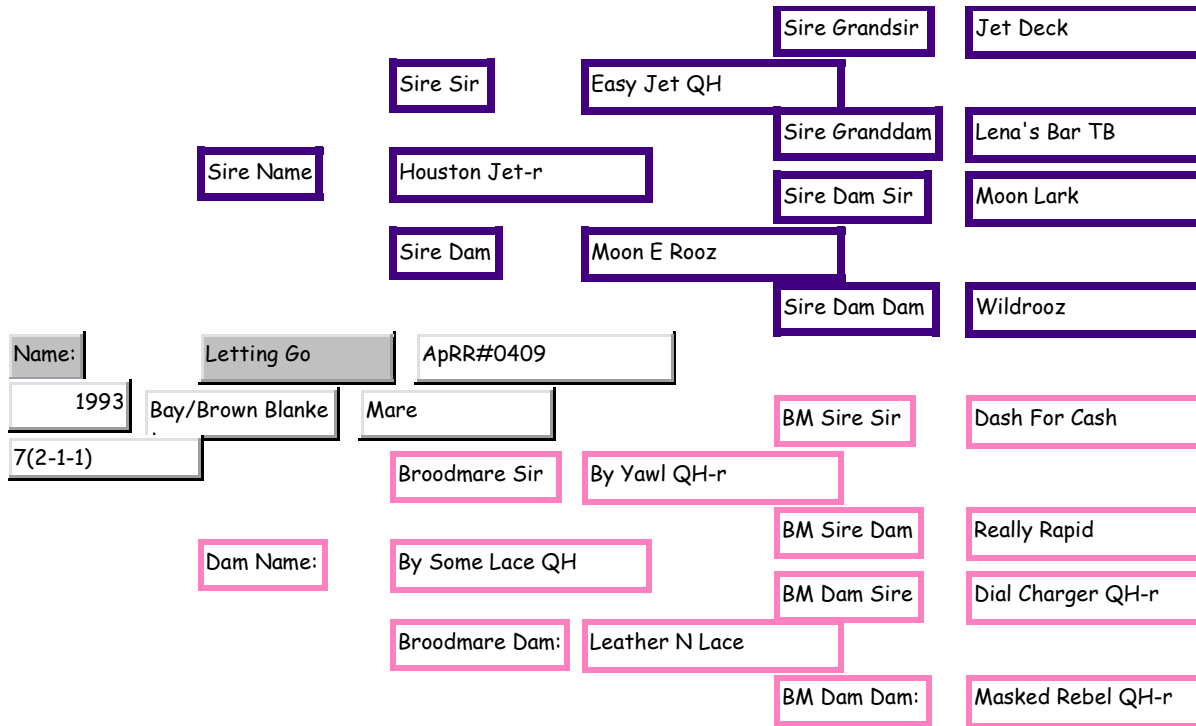 Sire Grandsir Jet Deck
Sire Sir Easy Jet QH
Sire Granddam Lena's Bar TB
Sire Name Houston Jet-r
Sire Dam Sir Moon Lark
Sire Dam Moon E Rooz
Sire Dam Dam Wildrooz
Name: Letting Go ApRR#0409
1993 Bay/Brown Blanke Mare
BM Sire Sir Dash For Cash
7(2-1-1)
Broodmare Sir By Yawl QH-r
BM Sire Dam Really Rapid
Dam Name: By Some Lace QH
BM Dam Sire Dial Charger QH-r
Broodmare Dam: Leather N Lace
BM Dam Dam: Masked Rebel QH-r